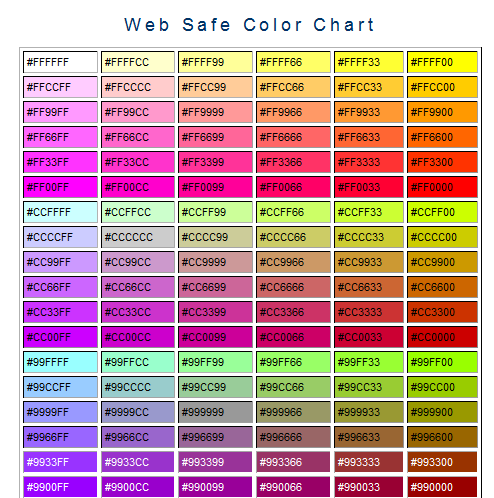 Web Safe Color Chart
#FFFFFF #FFFFCC #FFFF99 #FFFF66 #FFFF33 #FFFF00
#FFCCFF #FFCCCC #FFCC99 #FFCC66 #FFCC33 #FFCC00
#FF99FF #FF99CC #FF9999 #FF9966 #FF9933 #FF9900
#FF66FF #FF66CC #FF6699 #FF6666 #FF6633 #FF6600
#FF33FF #FF33CC #FF3399 #FF3366 #FF3333 #FF3300
#FF00FF #FF00CC #FF0099 #FF0066 #FF0033 #FF0000
#CCFFFF #CCFFCC #CCFF99 #CCFF66 #CCFF33 #CCFF00
#CCCCFF #CCCCCC #CCCC99 #CCCC66 #CCCC33 #CCCC00
#CC99FF #CC99CC #CC9999 #CC9966 #CC9933 #CC9900
#CC66FF #CC66CC #CC6699 #CC6666 #CC6633 #CC6600
#CC33FF #CC33CC #CC3399 #CC3366 #CC3333 #CC3300
#CC00FF #CC00CC #CC0099 #CC0066 #CC0033 #CC0000
#99FFFF #99FFCC #99FF99 #99FF66 #99FF33 #99FF00
#99CCFF #99CCCC #99CC99 #99CC66 #99CC33 #99CC00
#9999FF #9999CC #999999 #999966 #999933 #999900
#9966FF #9966CC #996699 #996666 #996633 #996600
#9933FF #9933CC #993399 #993366 #993333 #993300
#9900FF #9900CC #990099 #990066 #990033 #990000